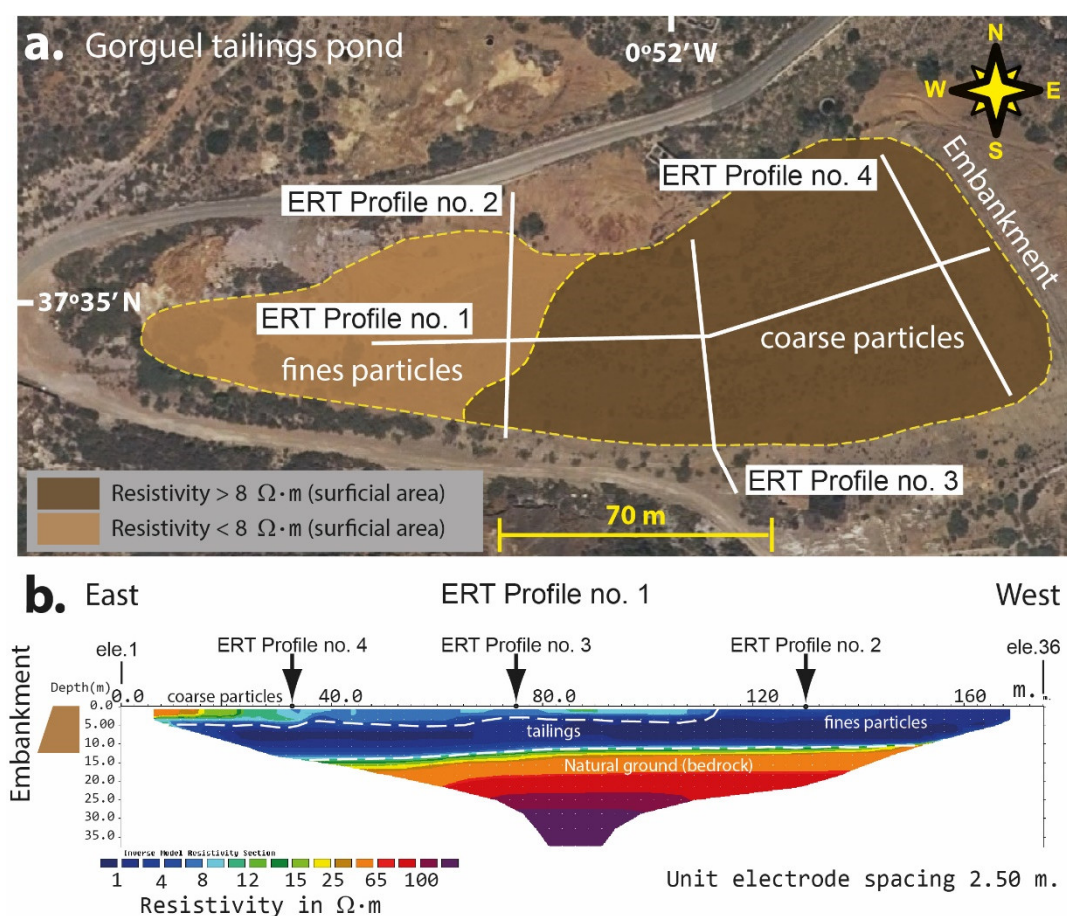 a. Gorguel tailings pond
0º52’ W
N
W
E
S
ERT Profile no. 4
Embankment
ERT Profile no. 2
37º35’ N
ERT Profile no. 1
coarse particles
fines particles
ERT Profile no. 3
Resistivity > 8 Ω·m (surficial area)
Resistivity < 8 Ω·m (surficial area)
70 m
b. East
ERT Profile no. 1
West
ele.1
ERT Profile no. 4
ERT Profile no. 3
ERT Profile no. 2
ele.36
Embankment
Depth(m)
0.0
coarse particles
40.0
80.0
120
160
m.
0.0
5.00
10.0
15.0
20.0
25.0
30.0
35.0
tailings
fines particles
Natural ground (bedrock)
Inverse Model Resistivity Section
1 4 8 12 15 25 65 100
Resistivity in Ω·m
Unit electrode spacing 2.50 m.